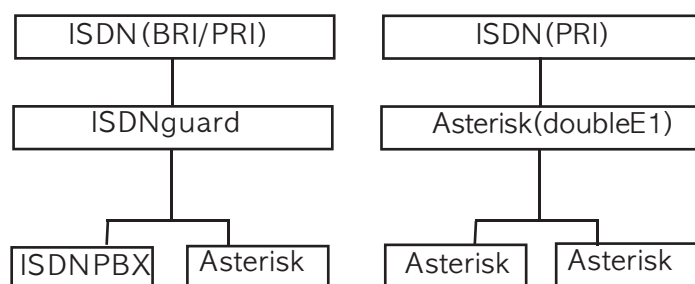 ISDN(BRI/PRI)
ISDNguard
ISDNPBX
Asterisk
ISDN(PRI)
Asterisk(doubleE1)
Asterisk
Asterisk